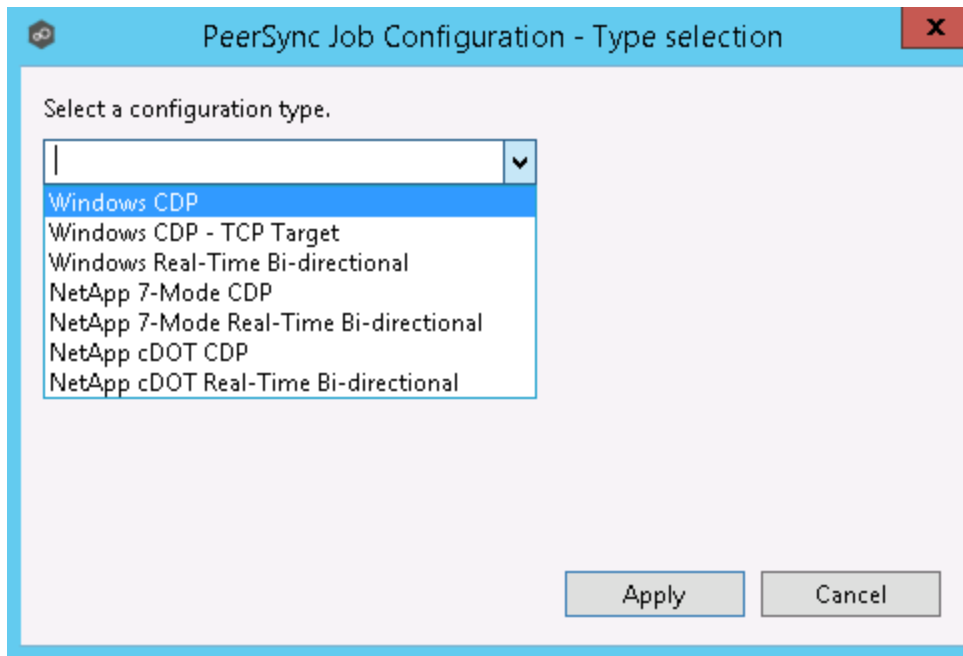 PeerSync Job Configuration - Type selection
x
Select a configuration type.
Windows CDP
Windows CDP - TCP Target
Windows Real-Time Bi-directional
NetApp 7-Mode CDP
NetApp 7-Mode Real-Time Bi-directional
NetApp cDOT CDP
NetApp cDOT Real-Time Bi-directional
Apply Cancel